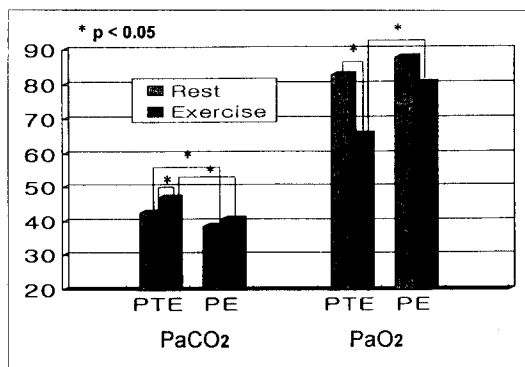 * p < 0.05
90
80
70
60
50
40
30
20
Rest
Exercise
*
*
*
*
*
PTE PE PTE PE
PaCO2 PaO2